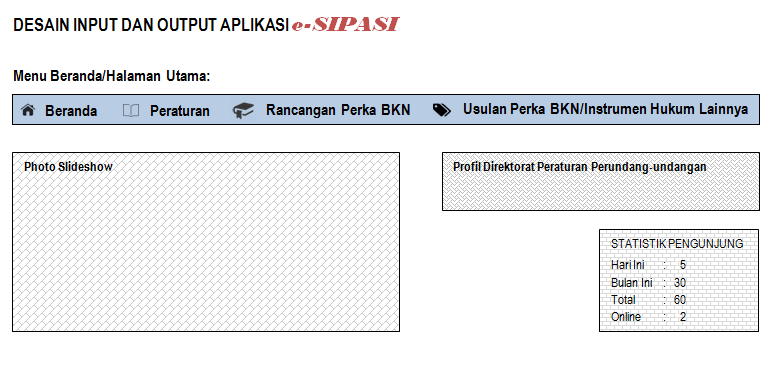 DESAIN INPUT DAN OUTPUT APLIKASI e-SIPASI
Menu Beranda/Halaman Utama:
Beranda Peraturan Rancangan Perka BKN Usulan Perka BKN/Instrumen Hukum Lainnya
Photo Slideshow
Profil Direktorat Peraturan Perundang-undangan
STATISTIK PENGUNJUNG
Hari Ini : 5
Bulan Ini : 30
Total : 60
Online : 2